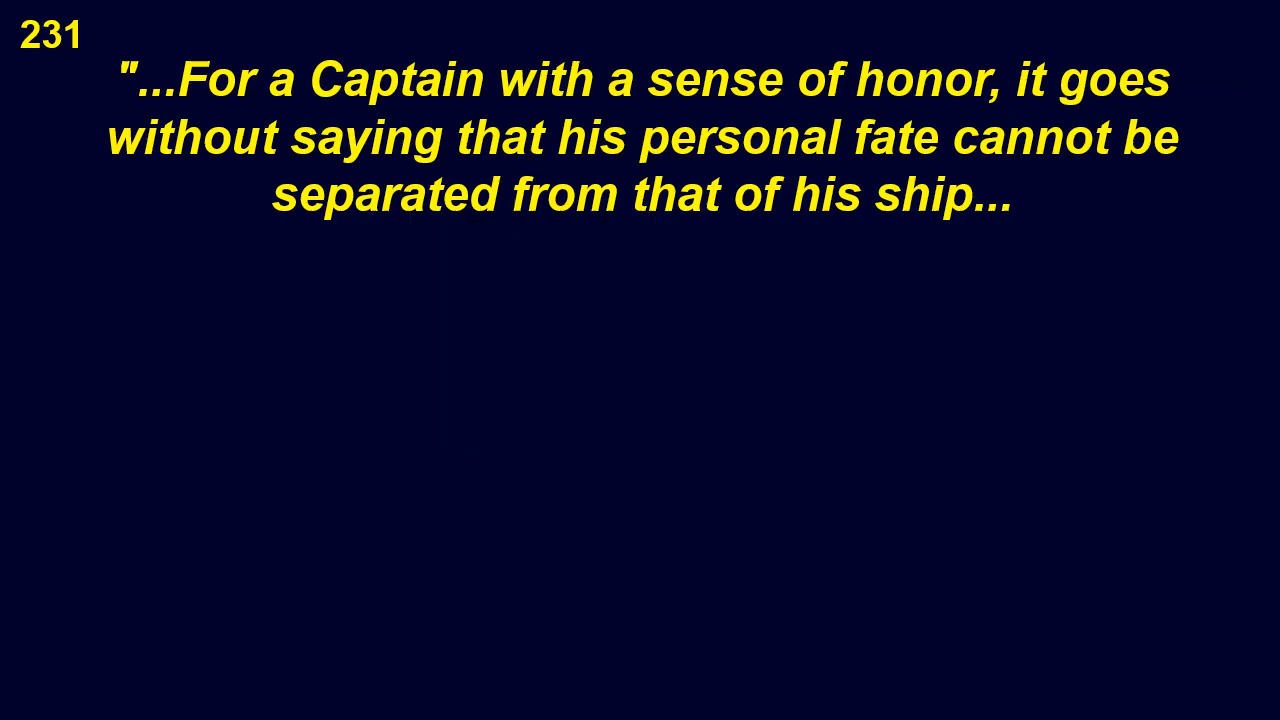 231
"...For a Captain with a sense of honor, it goes
without saying that his personal fate cannot be
separated from that of his ship...